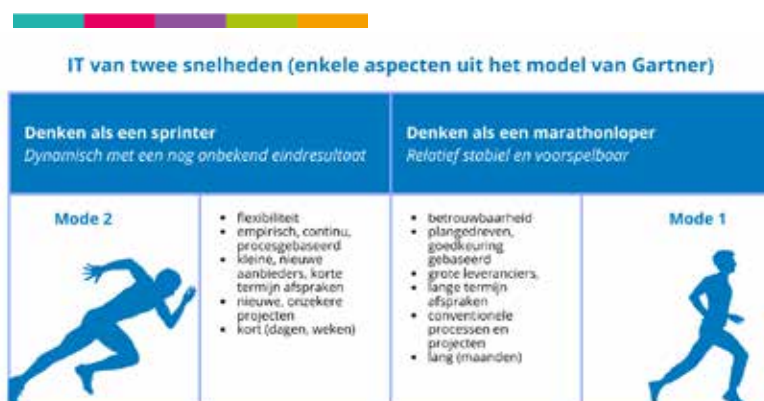 IT van twee snelheden (enkele aspecten uit het model van Gartner)
Denken als een sprinter
Dynamisch met een nog onbekend eindresultaat
Denken als een marathonloper
Relatief stabiel en voorspelbaar
Mode 2
• flexibiliteit
• empirisch, continu,
procesgebaseerd
• kleine, nieuwe
aanbieders, korte
termijn afspraken
• nieuwe, onzekere
projecten
• kort (dagen, weken)
• betrouwbaarheid
• plangedreven,
goedkeuring
gebaseerd
• grote leveranciers,
• lange termijn
afspraken
• conventionele
processen en
projecten
• lang (maanden)
Mode 1